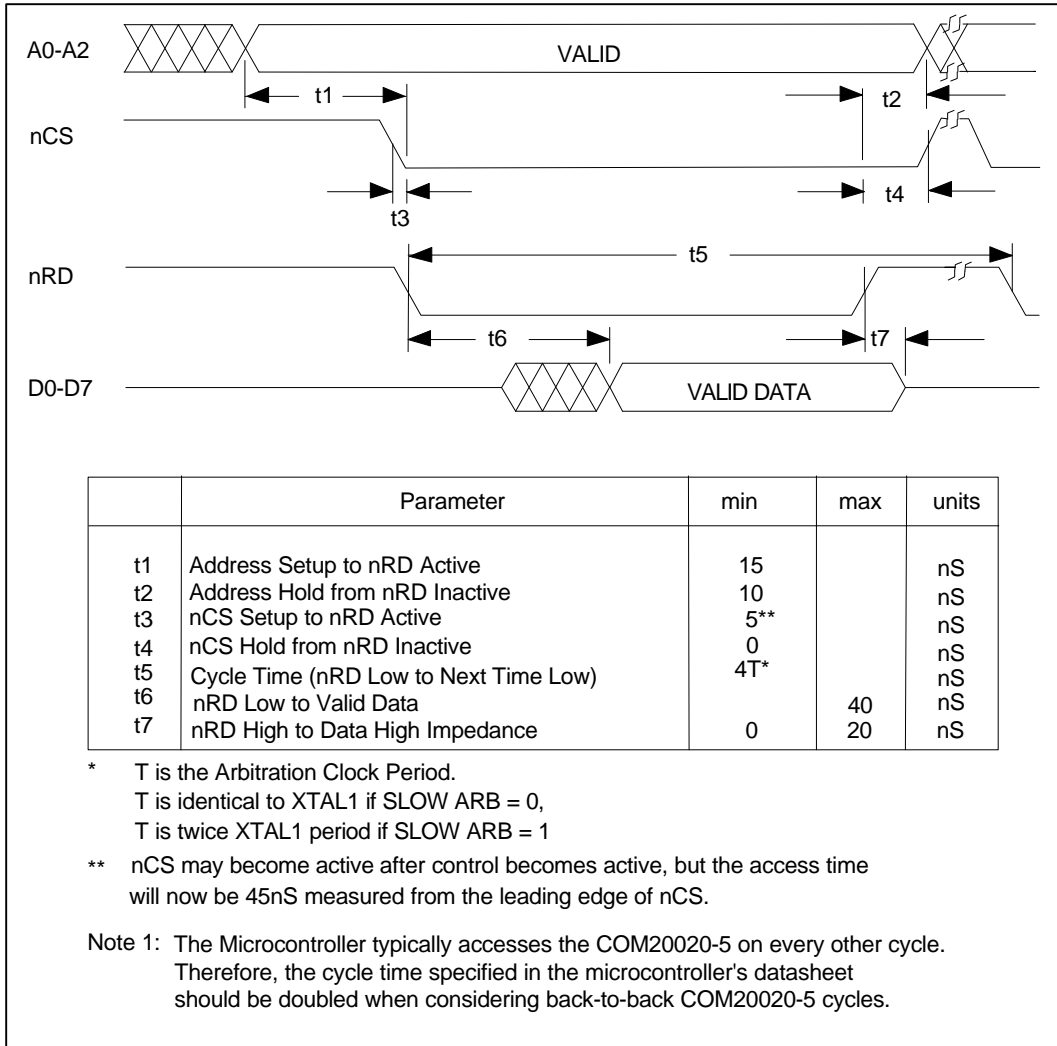 A0-A2
VALID
t1
t2
nCS
t3
t4
nRD
t5
t6
t7
D0-D7
VALID DATA
Parameter min max units
t1 Address Setup to nRD Active 15 nS
t2 Address Hold from nRD Inactive 10 nS
t3 nCS Setup to nRD Active 5** nS
t4 nCS Hold from nRD Inactive 0 nS
t5 Cycle Time (nRD Low to Next Time Low) 4T* nS
t6 nRD Low to Valid Data 40 nS
t7 nRD High to Data High Impedance 0 20 nS
* T is the Arbitration Clock Period.
T is identical to XTAL1 if SLOW ARB = 0,
T is twice XTAL1 period if SLOW ARB = 1
** nCS may become active after control becomes active, but the access time
will now be 45nS measured from the leading edge of nCS.
Note 1: The Microcontroller typically accesses the COM20020-5 on every other cycle.
Therefore, the cycle time specified in the microcontroller's datasheet
should be doubled when considering back-to-back COM20020-5 cycles.